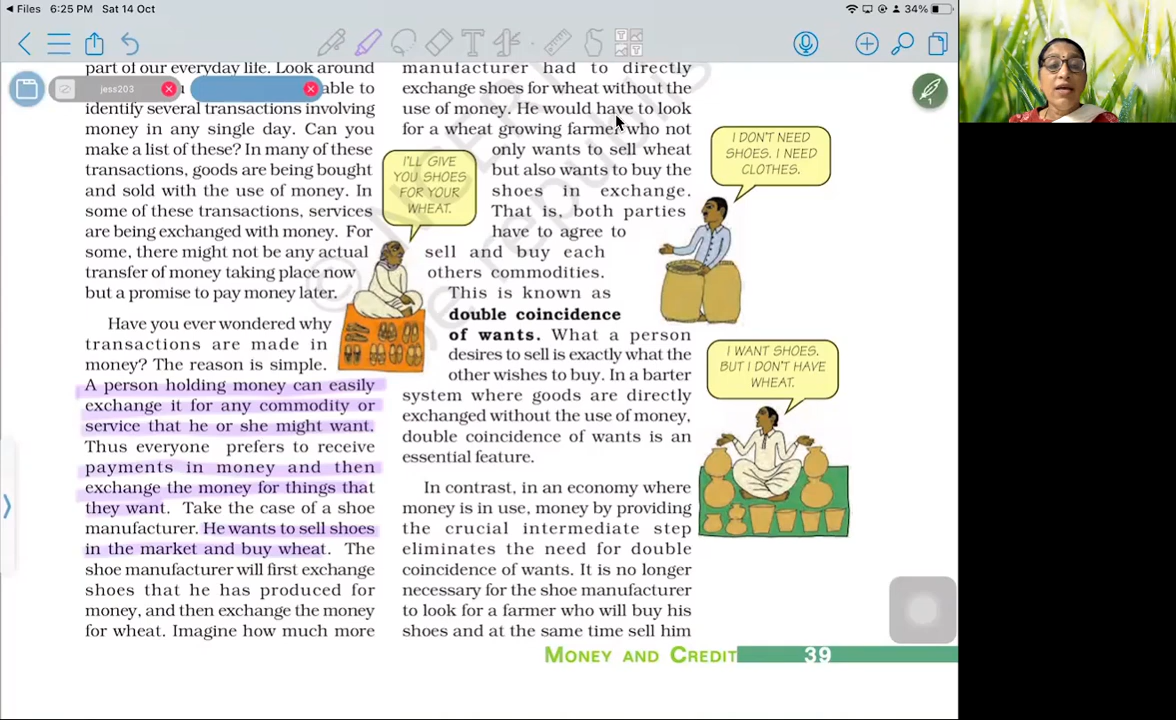 Files 6:25 PM Sat 14 Oct
34%
jess203
1
part of our everyday life. Look around
able to
identify several transactions involving
money in any single day. Can you
make a list of these? In many of these
transactions, goods are being bought
and sold with the use of money. In
some of these transactions, services
are being exchanged with money. For
some, there might not be any actual
transfer of money taking place now
but a promise to pay money later.
Have you ever wondered why
transactions are made in
money? The reason is simple.
A person holding money can easily
exchange it for any commodity or
service that he or she might want.
Thus everyone prefers to receive
payments in money and then
exchange the money for things that
they want. Take the case of a shoe
manufacturer. He wants to sell shoes
in the market and buy wheat. The
shoe manufacturer will first exchange
shoes that he has produced for
money, and then exchange the money
for wheat. Imagine how much more
manufacturer had to directly
exchange shoes for wheat without the
use of money. He would have to look
for a wheat growing farmer who not
only wants to sell wheat
but also wants to buy the
shoes in exchange.
That is, both parties
have to agree to
sell and buy each
others commodities.
This is known as
double coincidence
of wants. What a person
desires to sell is exactly what the
other wishes to buy. In a barter
system where goods are directly
exchanged without the use of money,
double coincidence of wants is an
essential feature.
In contrast, in an economy where
money is in use, money by providing
the crucial intermediate step
eliminates the need for double
coincidence of wants. It is no longer
necessary for the shoe manufacturer
to look for a farmer who will buy his
shoes and at the same time sell him
I'LL GIVE
YOU SHOES
FOR YOUR
WHEAT.
I DON'T NEED
SHOES. I NEED
CLOTHES.
I WANT SHOES.
BUT I DON'T HAVE
WHEAT.
MONEY AND CREDIT 39